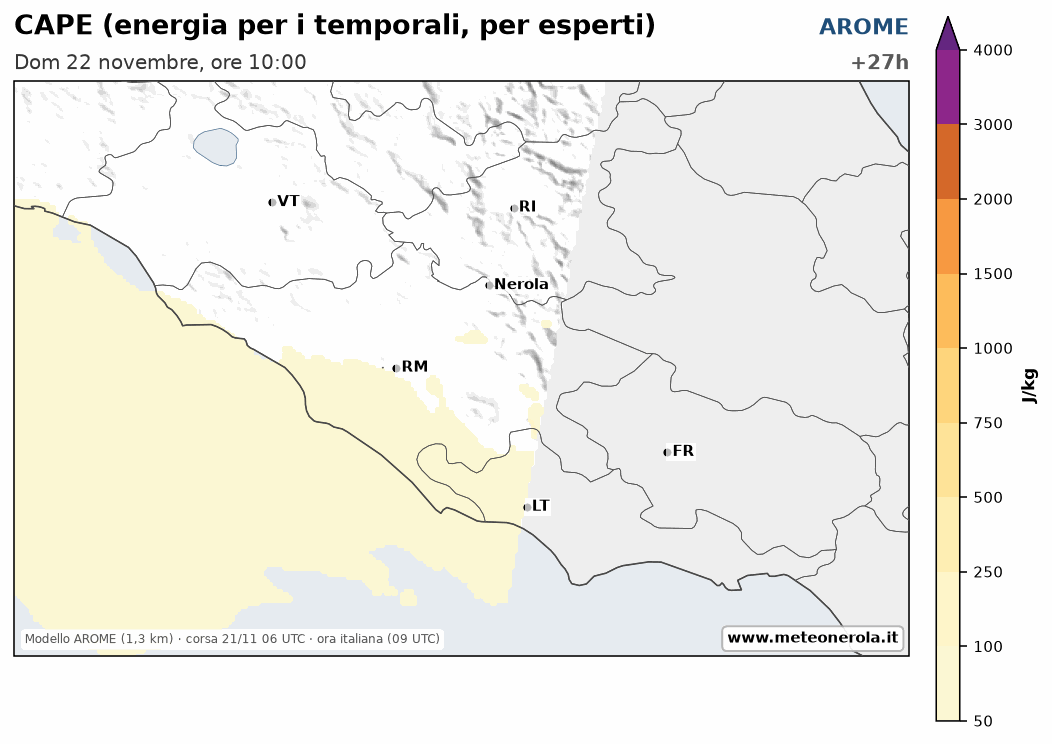 CAPE (energia per i temporali, per esperti)
AROME
Dom 22 novembre, ore 10:00
+27h
VT
RI
Nerola
RM
FR
LT
Modello AROME (1,3 km) · corsa 21/11 06 UTC · ora italiana (09 UTC)
www.meteonerola.it
4000
3000
2000
1500
1000
750
500
250
100
50
J/kg